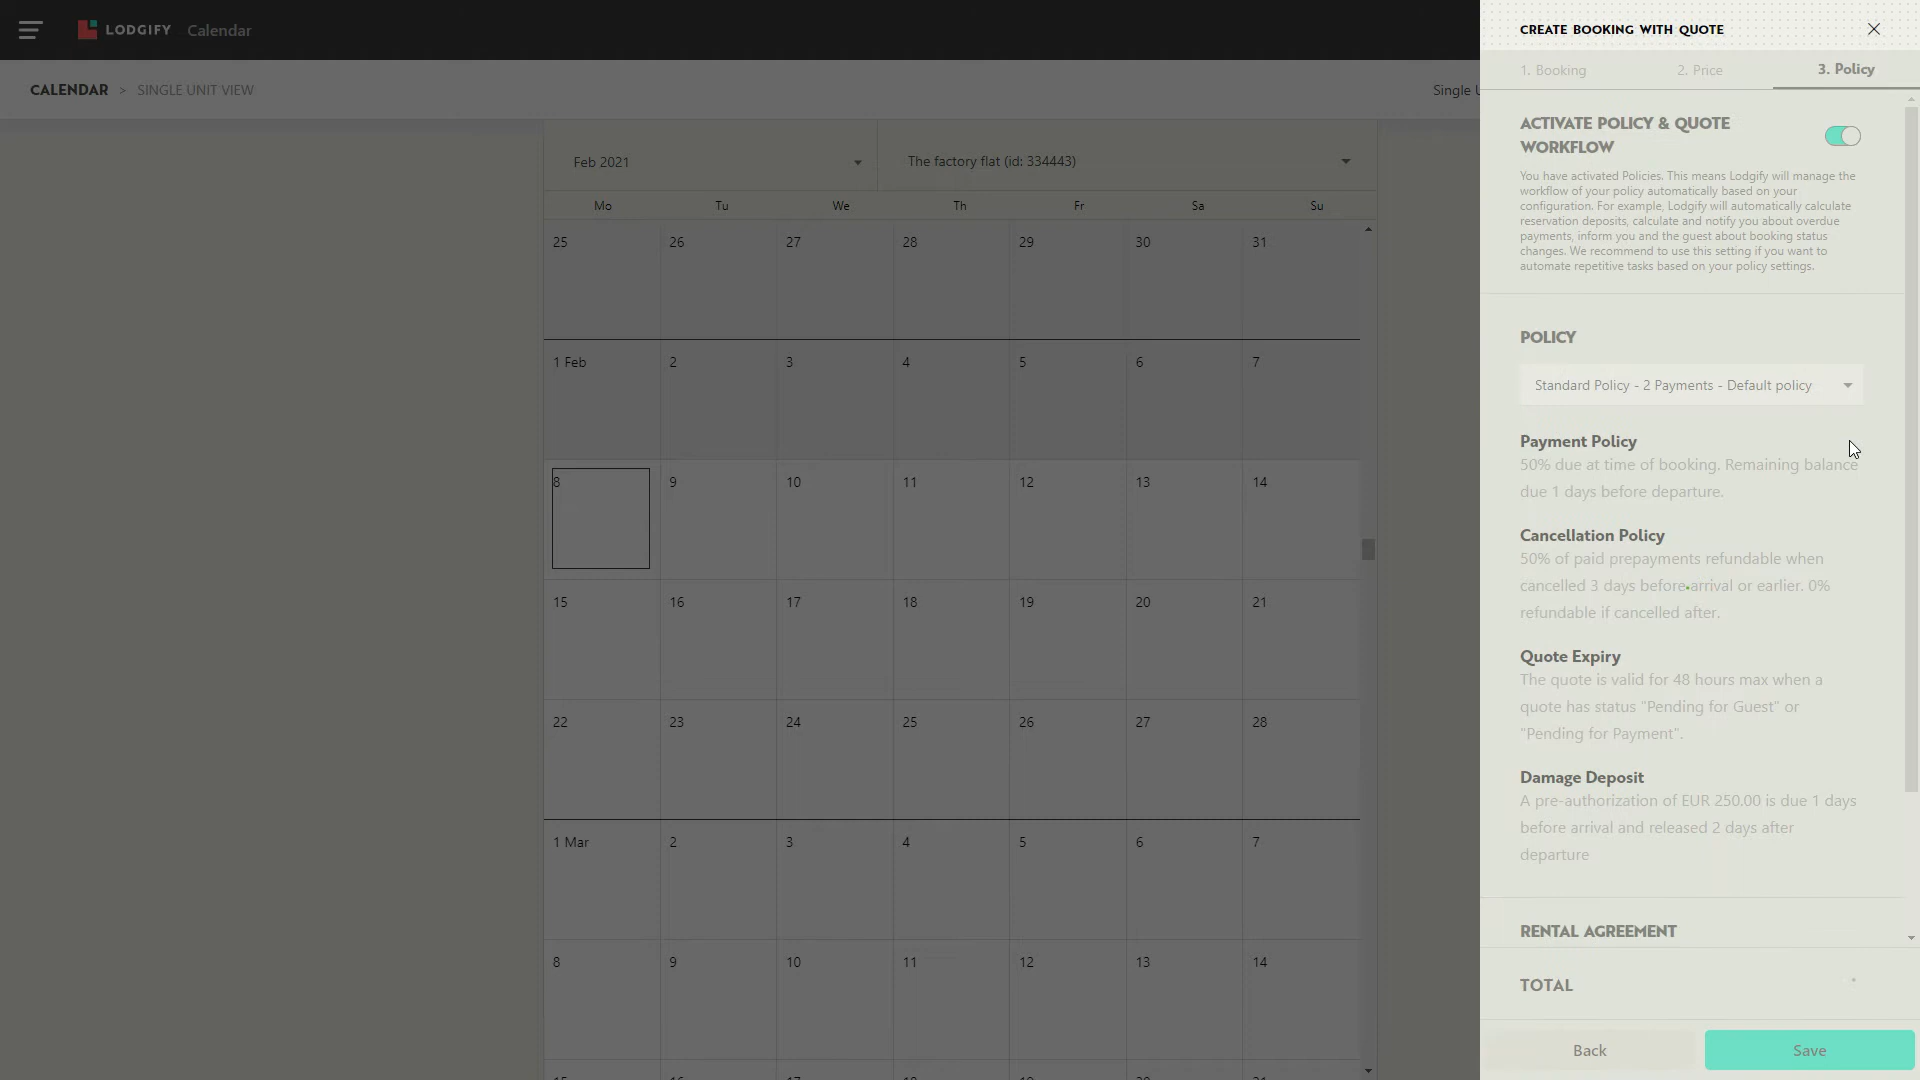 LODGIFY Calendar
CALENDAR > SINGLE UNIT VIEW
Single U
Feb 2021
The factory flat (id: 334443)
Mo Tu We Th Fr Sa Su
25 26 27 28 29 30 31
1 Feb 2 3 4 5 6 7
8 9 10 11 12 13 14
15 16 17 18 19 20 21
22 23 24 25 26 27 28
1 Mar 2 3 4 5 6 7
8 9 10 11 12 13 14
CREATE BOOKING WITH QUOTE
1. Booking 2. Price 3. Policy
ACTIVATE POLICY & QUOTE
WORKFLOW
You have activated Policies. This means Lodgify will manage the
workflow of your policy automatically based on your
configuration. For example, Lodgify will automatically calculate
reservation deposits, calculate and notify you about overdue
payments, inform you and the guest about booking status
changes. We recommend to use this setting if you want to
automate repetitive tasks based on your policy settings.
POLICY
Standard Policy - 2 Payments - Default policy
Payment Policy
50% due at time of booking. Remaining balance
due 1 days before departure.
Cancellation Policy
50% of paid prepayments refundable when
cancelled 3 days before arrival or earlier. 0%
refundable if cancelled after.
Quote Expiry
The quote is valid for 48 hours max when a
quote has status "Pending for Guest" or
"Pending for Payment".
Damage Deposit
A pre-authorization of EUR 250.00 is due 1 days
before arrival and released 2 days after
departure
RENTAL AGREEMENT
TOTAL
Back Save